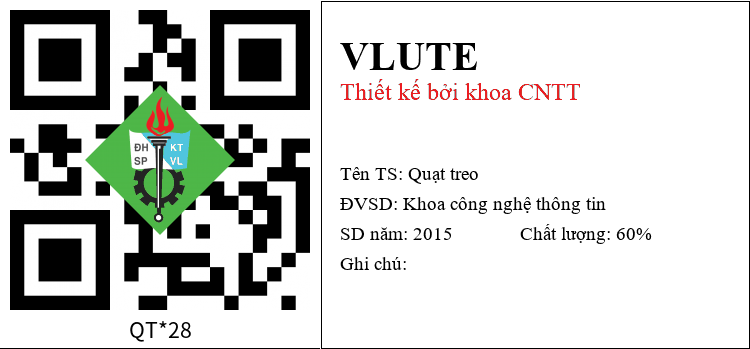 ĐH KT
SP VL
QT*28
VLUTE
Thiết kế bởi khoa CNTT
Tên TS: Quạt treo
ĐVSD: Khoa công nghệ thông tin
SD năm: 2015 Chất lượng: 60%
Ghi chú: